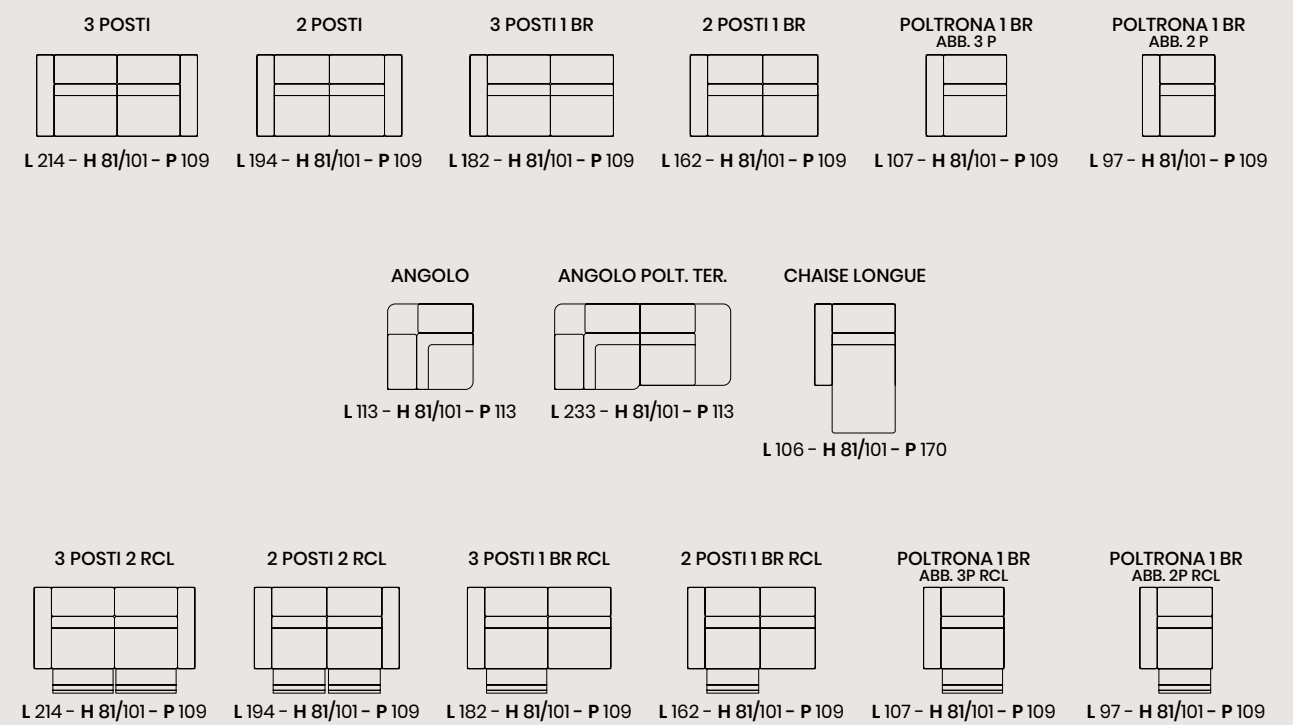 3 POSTI
2 POSTI
3 POSTI 1 BR
2 POSTI 1 BR
POLTRONA 1 BR
ABB. 3 P
POLTRONA 1 BR
ABB. 2 P
L 214 - H 81/101 - P 109
L 194 - H 81/101 - P 109
L 182 - H 81/101 - P 109
L 162 - H 81/101 - P 109
L 107 - H 81/101 - P 109
L 97 - H 81/101 - P 109
ANGOLO
ANGOLO POLT. TER.
CHAISE LONGUE
L 113 - H 81/101 - P 113
L 233 - H 81/101 - P 113
L 106 - H 81/101 - P 170
3 POSTI 2 RCL
2 POSTI 2 RCL
3 POSTI 1 BR RCL
2 POSTI 1 BR RCL
POLTRONA 1 BR
ABB. 3P RCL
POLTRONA 1 BR
ABB. 2P RCL
L 214 - H 81/101 - P 109
L 194 - H 81/101 - P 109
L 182 - H 81/101 - P 109
L 162 - H 81/101 - P 109
L 107 - H 81/101 - P 109
L 97 - H 81/101 - P 109